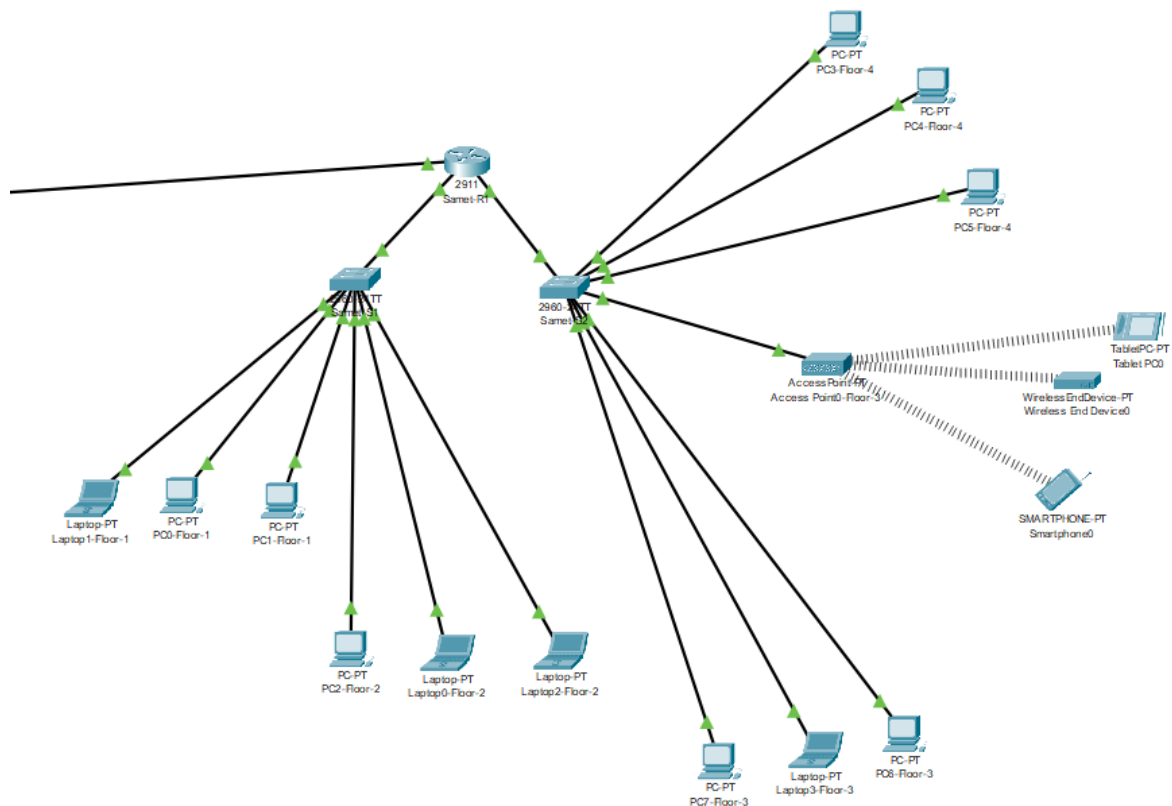 PC-PT
PC3-Floor-4
PC-PT
PC4-Floor-4
2911
Samet-R1
PC-PT
PC5-Floor-4
Samet-S1
Samet-S2
TabletPC-PT
Tablet PC0
AccessPoint-PT
Access Point0-Floor-3
WirelessEndDevice-PT
Wireless End Device0
SMARTPHONE-PT
Smartphone0
Laptop-PT
Laptop1-Floor-1
PC-PT
PC0-Floor-1
PC-PT
PC1-Floor-1
PC-PT
PC2-Floor-2
Laptop-PT
Laptop0-Floor-2
Laptop-PT
Laptop2-Floor-2
PC-PT
PC7-Floor-3
Laptop-PT
Laptop3-Floor-3
PC-PT
PC6-Floor-3